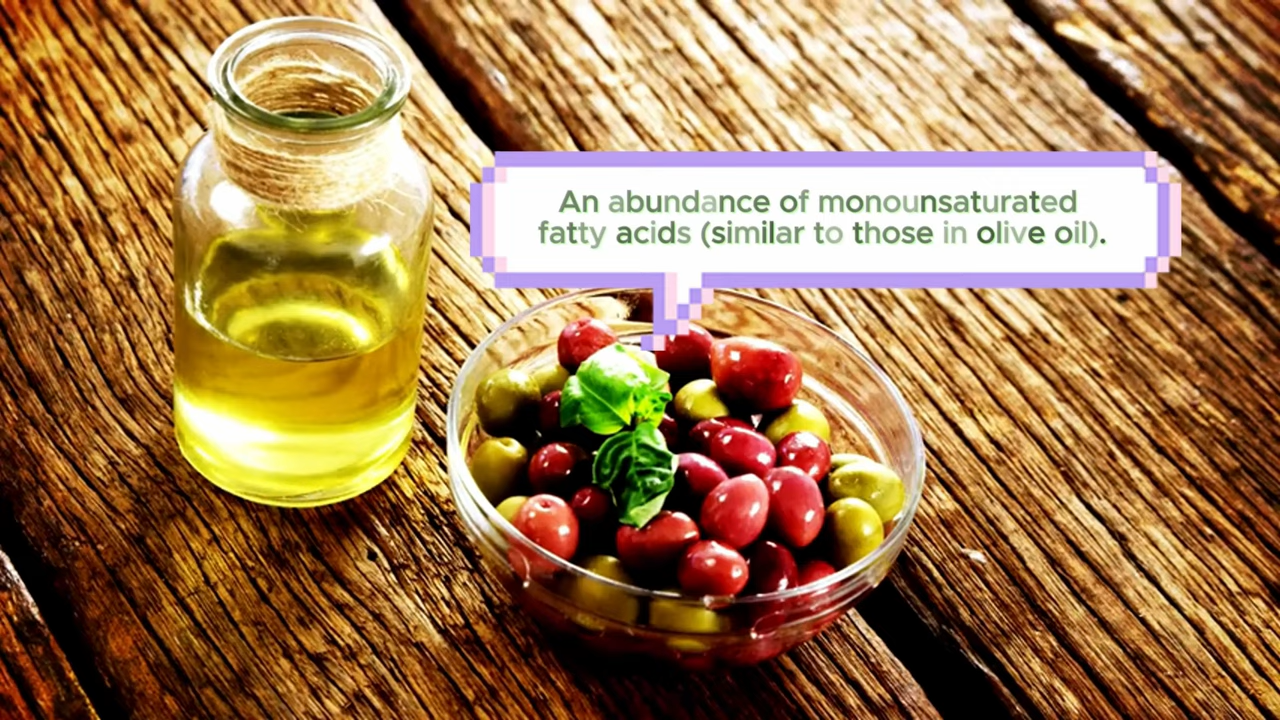 An abundance of monounsaturated
fatty acids (similar to those in olive oil).